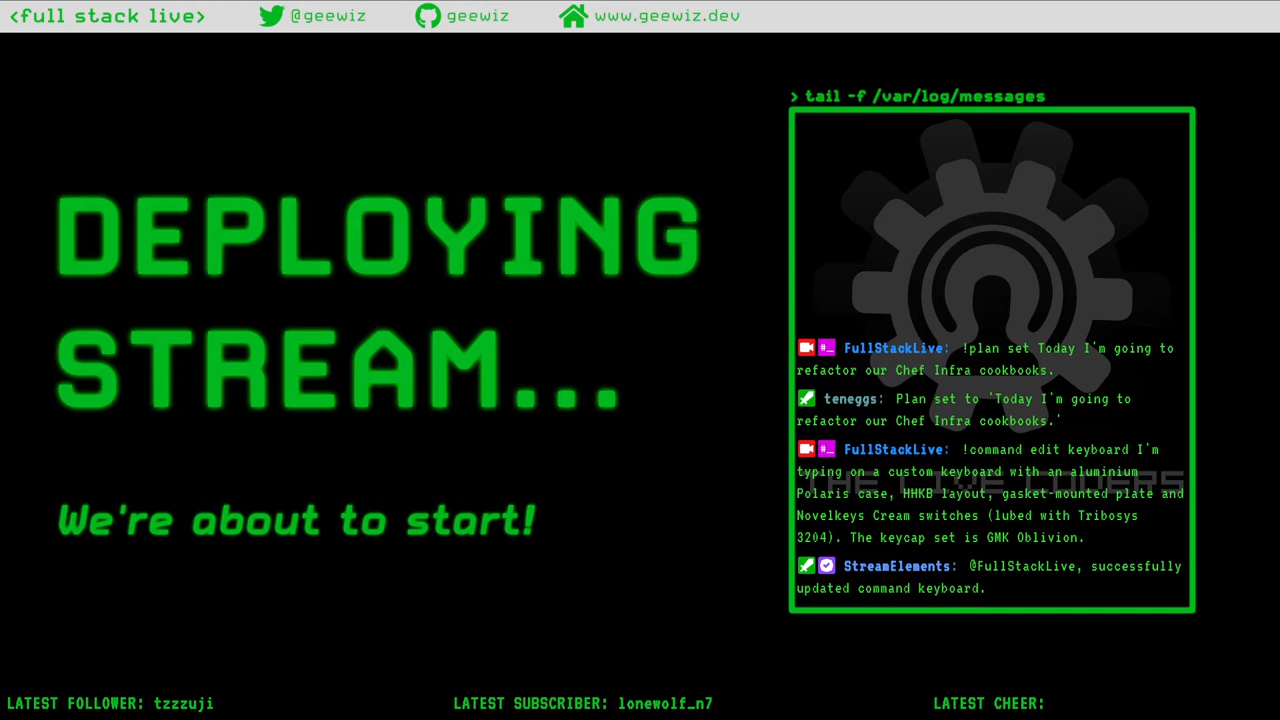 <full stack live> @geewiz geewiz www.geewiz.dev
> tail -f /var/log/messages
DEPLOYING
STREAM...
We're about to start!
FullStackLive: !plan set Today I'm going to
refactor our Chef Infra cookbooks.
teneggs: Plan set to 'Today I'm going to
refactor our Chef Infra cookbooks.'
FullStackLive: !command edit keyboard I'm
typing on a custom keyboard with an aluminium
Polaris case, HHKB layout, gasket-mounted plate and
Novelkeys Cream switches (lubed with Tribosys
3204). The keycap set is GMK Oblivion.
StreamElements: @FullStackLive, successfully
updated command keyboard.
THE LIVE CODERS
LATEST FOLLOWER: tzzzuji LATEST SUBSCRIBER: lonewolf_n7 LATEST CHEER: